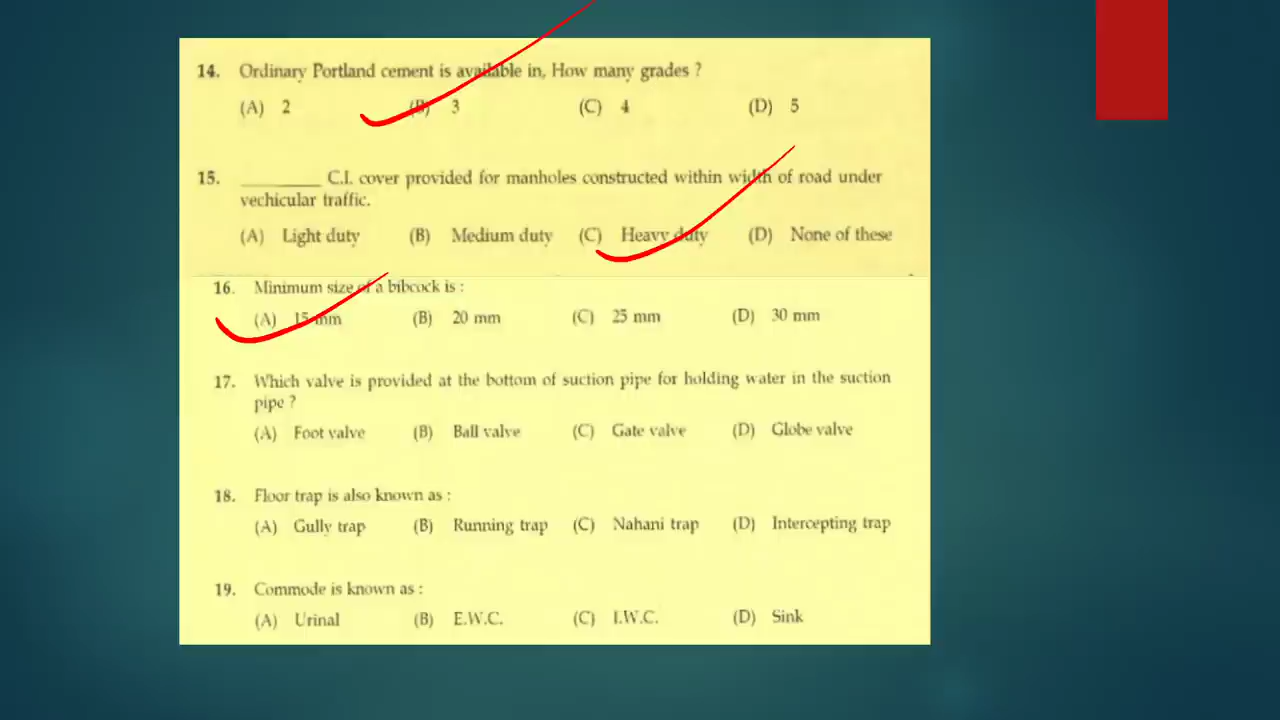 14. Ordinary Portland cement is available in, How many grades ?
(A) 2 (B) 3 (C) 4 (D) 5
15. ________ C.I. cover provided for manholes constructed within width of road under
vechicular traffic.
(A) Light duty (B) Medium duty (C) Heavy duty (D) None of these
16. Minimum size of a bibcock is :
(A) 15 mm (B) 20 mm (C) 25 mm (D) 30 mm
17. Which valve is provided at the bottom of suction pipe for holding water in the suction
pipe ?
(A) Foot valve (B) Ball valve (C) Gate valve (D) Globe valve
18. Floor trap is also known as :
(A) Gully trap (B) Running trap (C) Nahani trap (D) Intercepting trap
19. Commode is known as :
(A) Urinal (B) E.W.C. (C) I.W.C. (D) Sink